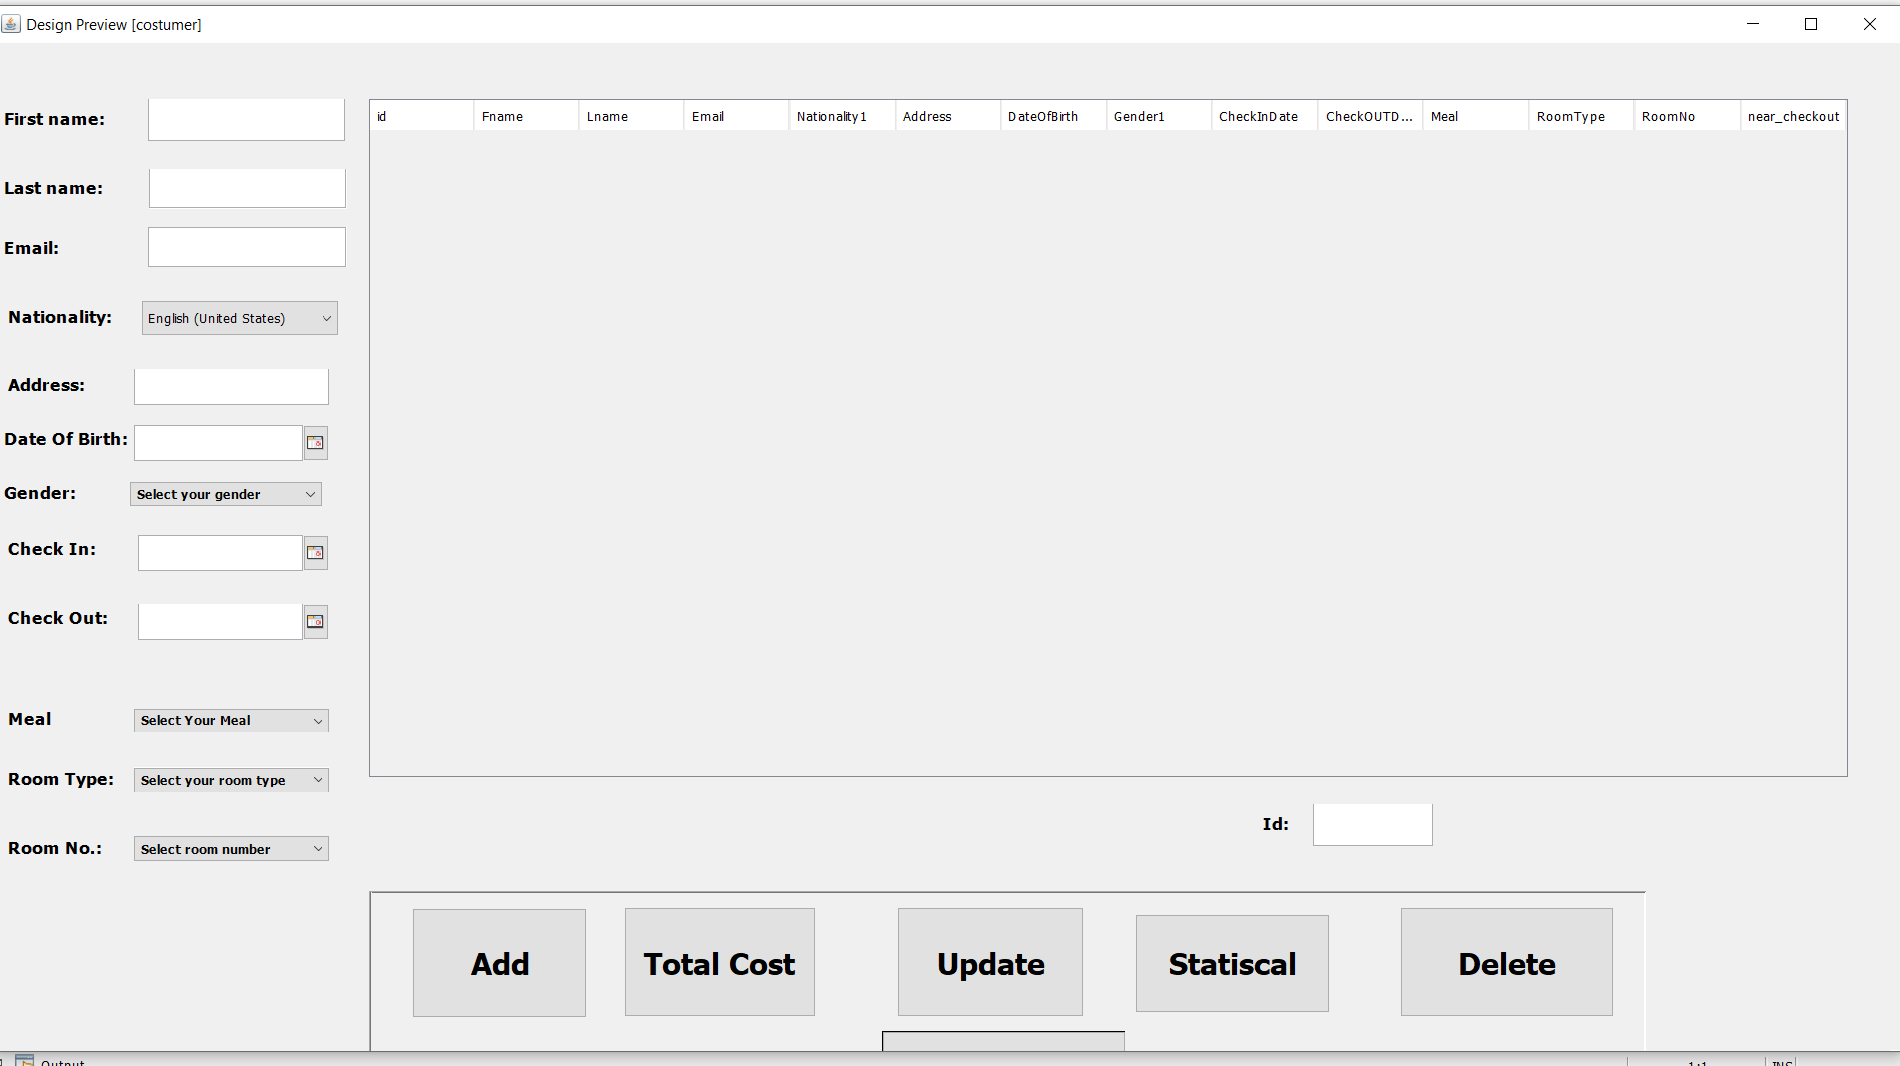 Design Preview [costumer]
First name:
id Fname Lname Email Nationality1 Address DateOfBirth Gender1 CheckInDate CheckOUTD... Meal RoomType RoomNo near_checkout
Last name:
Email:
Nationality: English (United States)
Address:
Date Of Birth:
Gender: Select your gender
Check In:
Check Out:
Meal Select Your Meal
Room Type: Select your room type
Id:
Room No.: Select room number
Add Total Cost Update Statiscal Delete
Output 1:1 INS